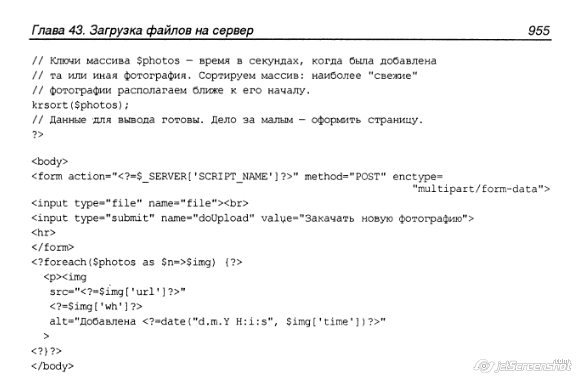 Глава 43. Загрузка файлов на сервер 955
// Ключи массива $photos — время в секундах, когда была добавлена
// та или иная фотография. Сортируем массив: наиболее "свежие"
// фотографии располагаем ближе к его началу.
krsort($photos);
// Данные для вывода готовы. Дело за малым — оформить страницу.
?>
<body>
<form action="<?=$_SERVER['SCRIPT_NAME']?>" method="POST" enctype=
"multipart/form-data">
<input type="file" name="file"><br>
<input type="submit" name="doUpload" value="Закачать новую фотографию">
<hr>
</form>
<?foreach($photos as $n=>$img) {?>
<p><img
src="<?=$img['url']?>"
<?=$img['wh']?>
alt="Добавлена <?=date("d.m.Y H:i:s", $img['time'])?>"
>
<?}?>
</body>
jetScreenshot